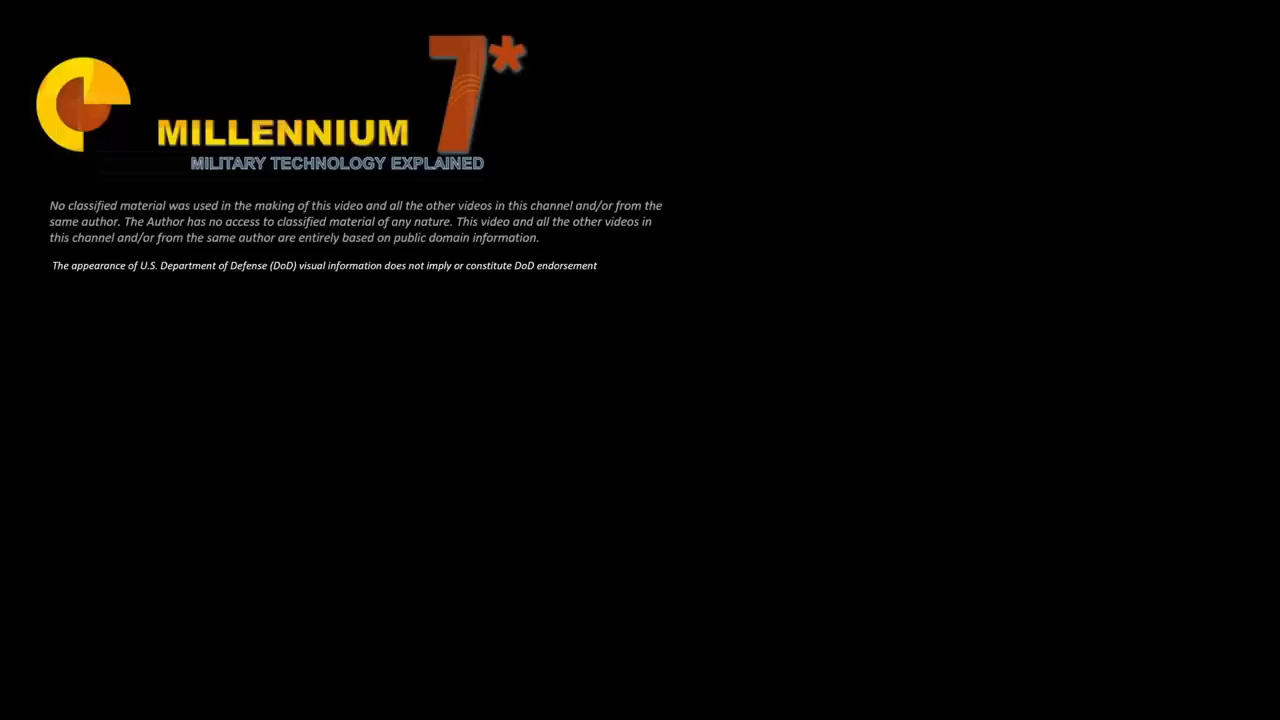 7*
MILLENNIUM
MILITARY TECHNOLOGY EXPLAINED
No classified material was used in the making of this video and all the other videos in this channel and/or from the
same author. The Author has no access to classified material of any nature. This video and all the other videos in
this channel and/or from the same author are entirely based on public domain information.
The appearance of U.S. Department of Defense (DoD) visual information does not imply or constitute DoD endorsement